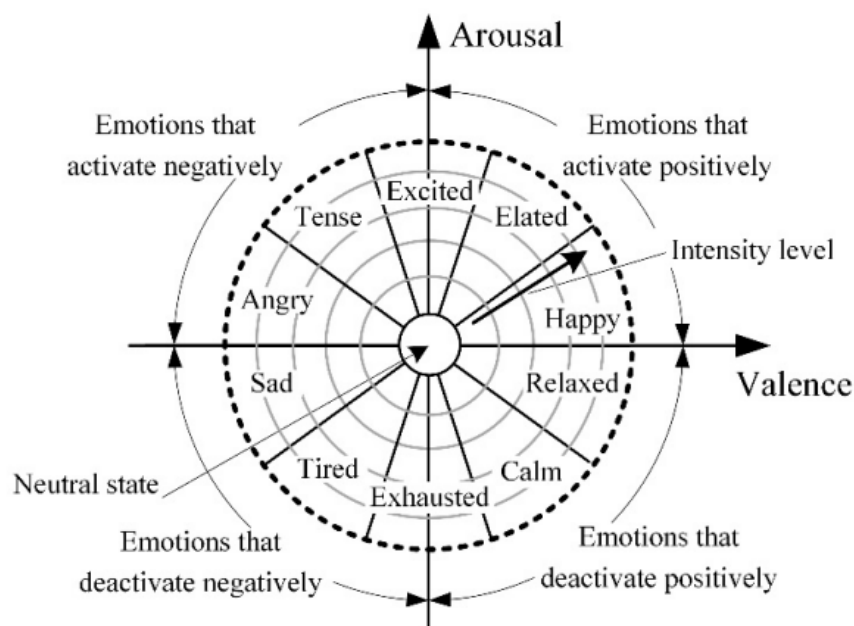 Arousal
Emotions that
activate negatively
Emotions that
activate positively
Excited
Tense
Elated
Intensity level
Angry
Happy
Sad
Relaxed
Valence
Tired
Calm
Neutral state
Exhausted
Emotions that
deactivate negatively
Emotions that
deactivate positively